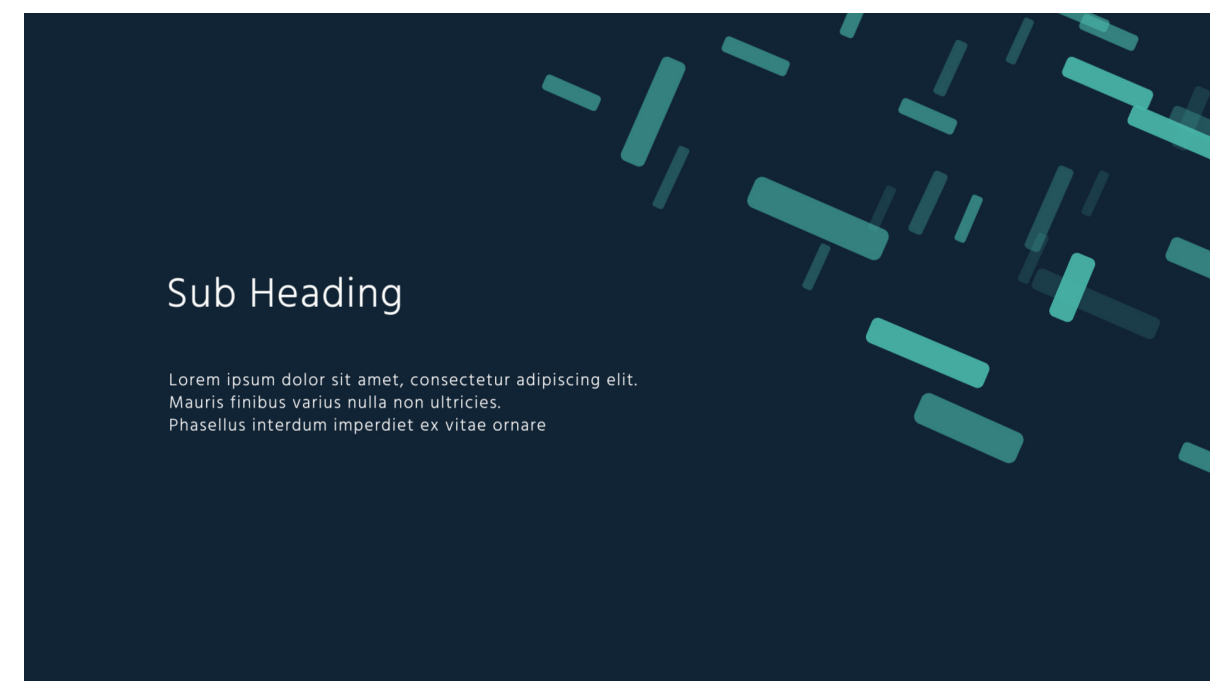 Sub Heading
Lorem ipsum dolor sit amet, consectetur adipiscing elit.
Mauris finibus varius nulla non ultricies.
Phasellus interdum imperdiet ex vitae ornare